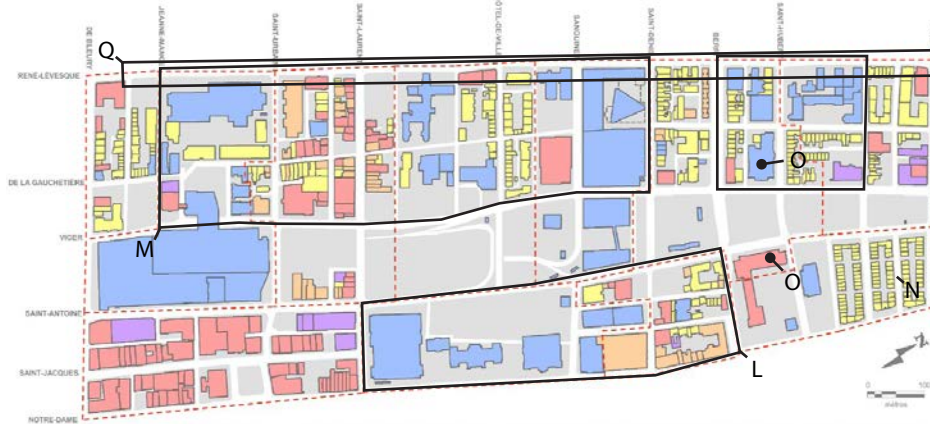 DE BLEURY
JEANNE-MANCE
SAINT-URBAIN
SAINT-LAURENT
HÔTEL-DE-VILLE
SANGUINET
SAINT-DENIS
BERRI
SAINT-HUBERT
Q
RENÉ-LÉVESQUE
O
DE LA GAUCHETIÈRE
M
VIGER
O
N
SAINT-ANTOINE
N
L
SAINT-JACQUES
0 100
mètres
NOTRE-DAME